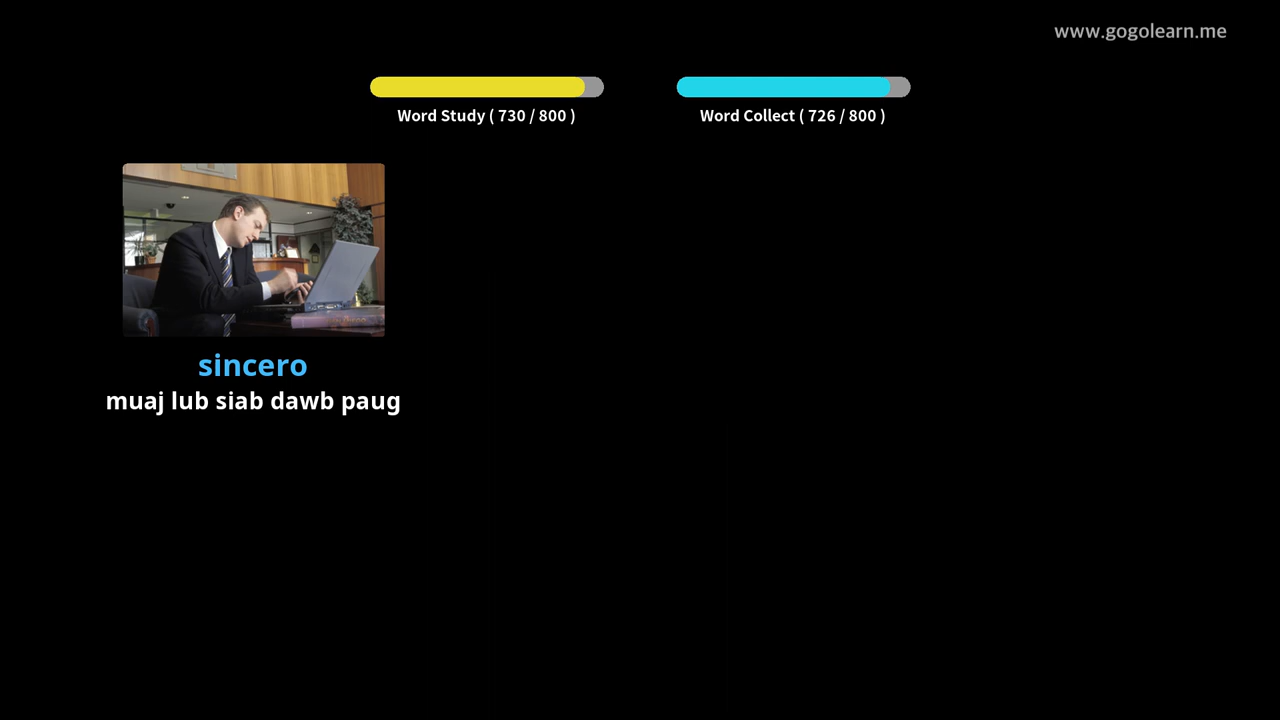 www.gogolearn.me
Word Study ( 730 / 800 )
Word Collect ( 726 / 800 )
sincero
muaj lub siab dawb paug